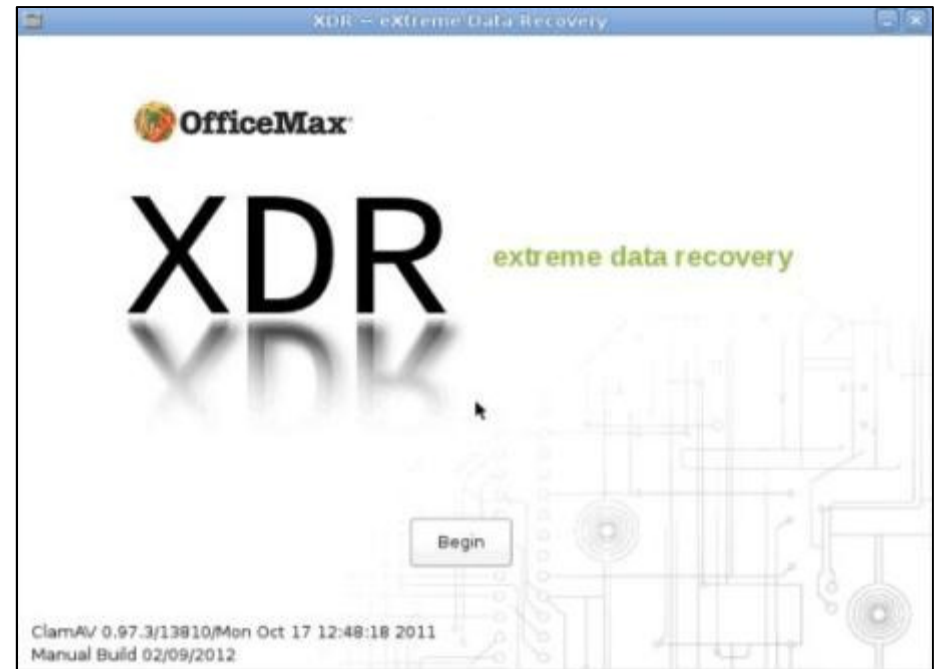 XDR — eXtreme Data Recovery
OfficeMax
XDR
extreme data recovery
Begin
ClamAV 0.97.3/13810/Mon Oct 17 12:48:18 2011
Manual Build 02/09/2012